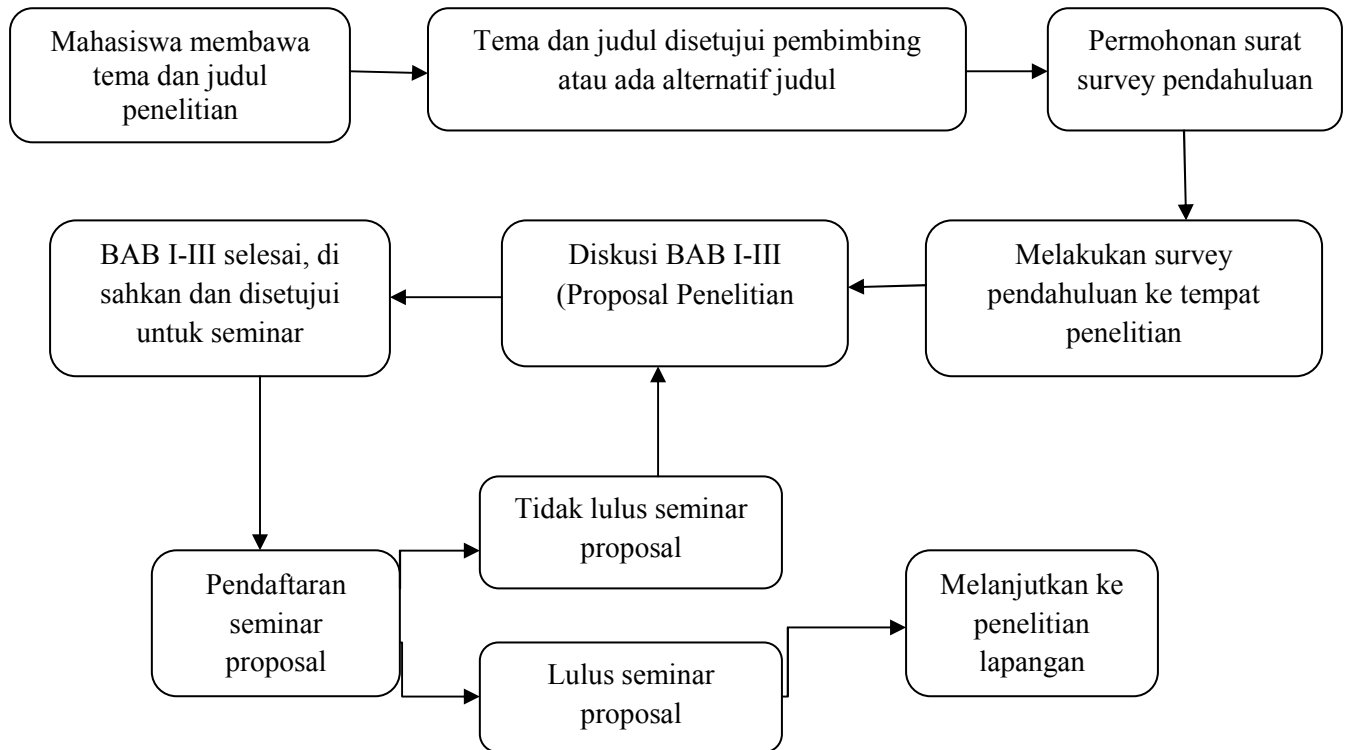 Mahasiswa membawa
tema dan judul
penelitian
Tema dan judul disetujui pembimbing
atau ada alternatif judul
Permohonan surat
survey pendahuluan
Melakukan survey
pendahuluan ke tempat
penelitian
Diskusi BAB I-III
(Proposal Penelitian
BAB I-III selesai, di
sahkan dan disetujui
untuk seminar
Pendaftaran
seminar
proposal
Tidak lulus seminar
proposal
Lulus seminar
proposal
Melanjutkan ke
penelitian
lapangan